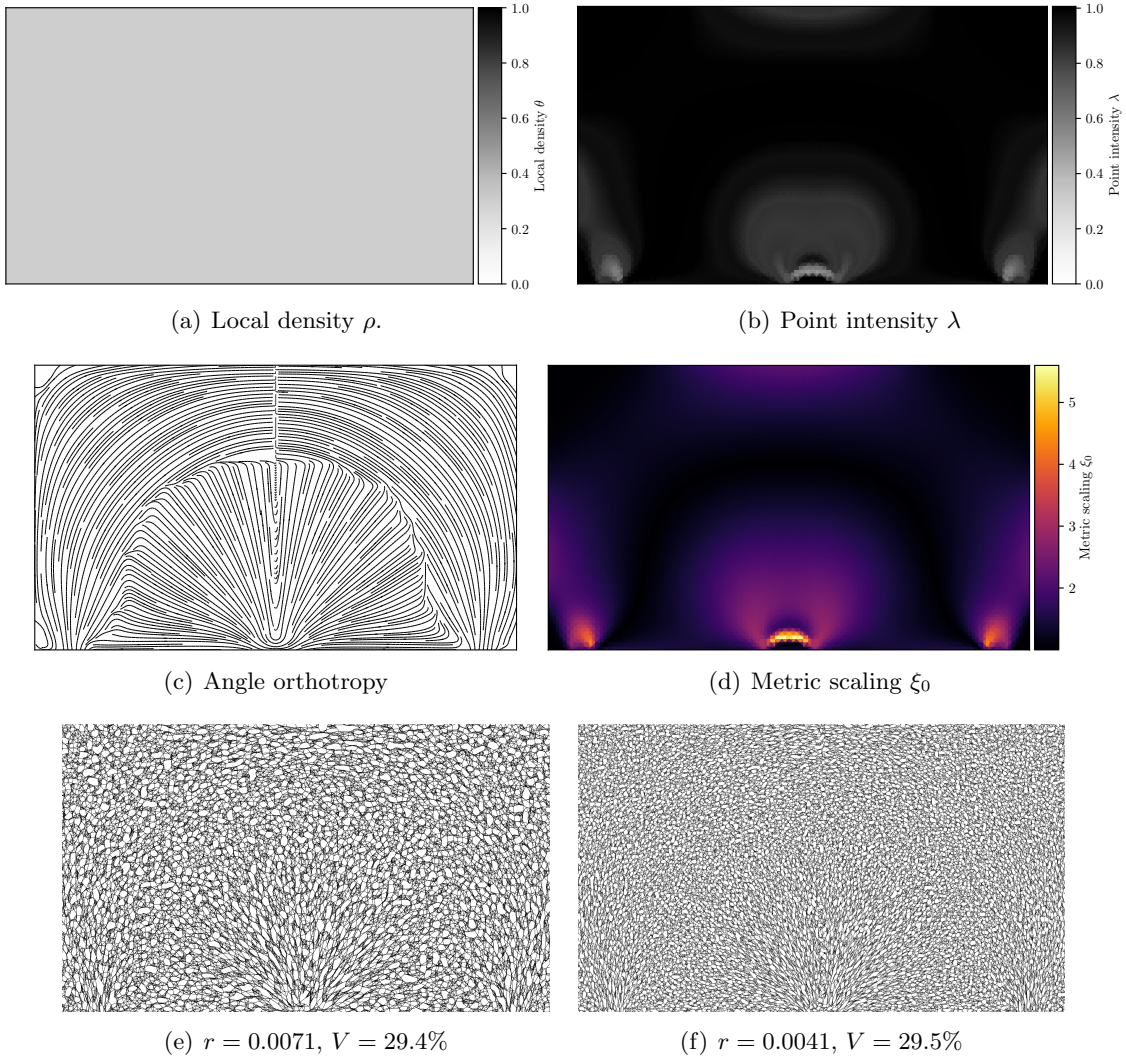 1.0
0.8
0.6
0.4
0.2
0.0
Local density θ
1.0
0.8
0.6
0.4
0.2
0.0
Point intensity λ
(a) Local density ρ.
(b) Point intensity λ
5
4
3
2
Metric scaling ξ₀
(c) Angle orthotropy
(d) Metric scaling ξ₀
(e) r = 0.0071, V = 29.4%
(f) r = 0.0041, V = 29.5%